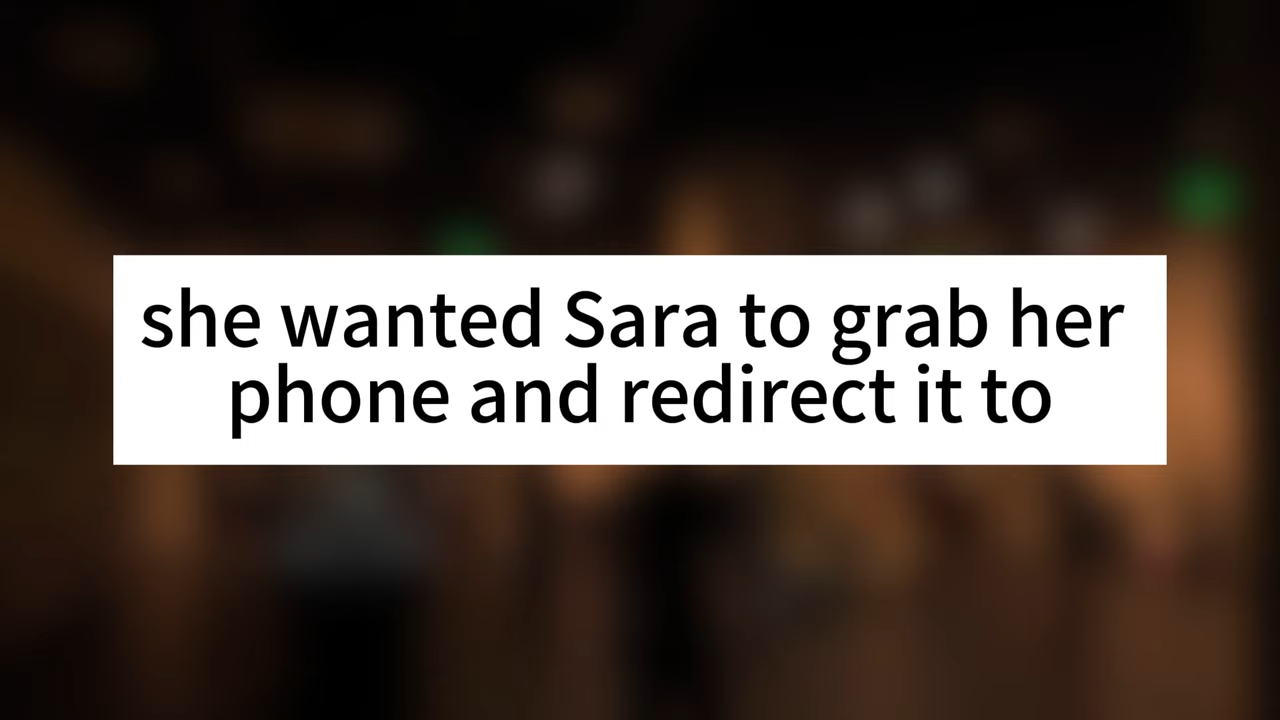 she wanted Sara to grab her
phone and redirect it to